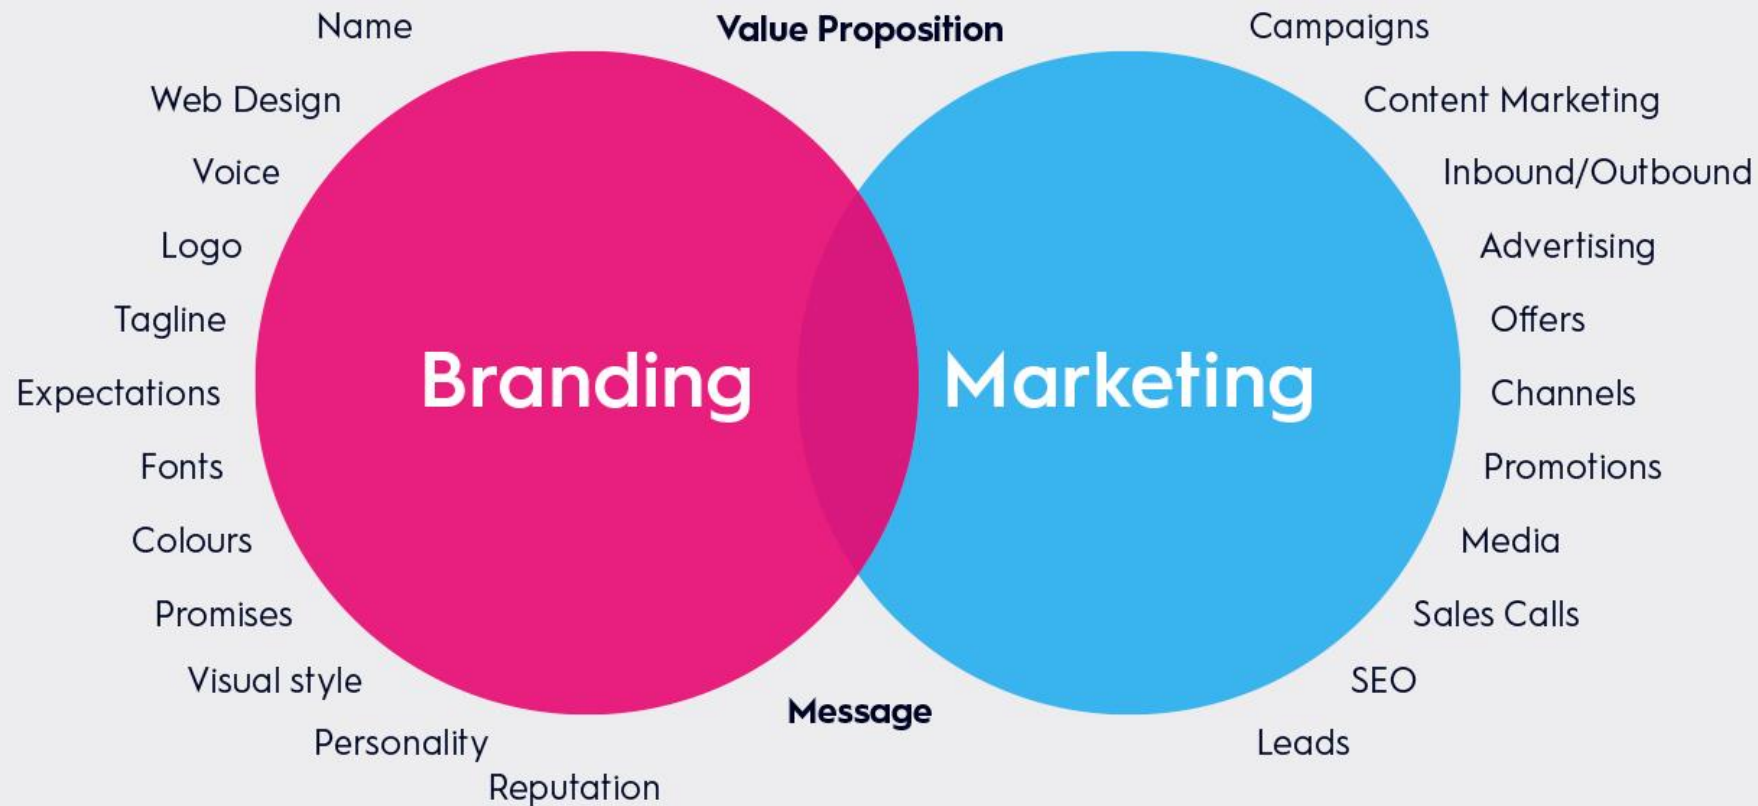 Name
Value Proposition
Campaigns
Web Design
Content Marketing
Voice
Inbound/Outbound
Logo
Advertising
Tagline
Offers
Branding
Marketing
Expectations
Channels
Fonts
Promotions
Colours
Media
Promises
Sales Calls
Visual style
SEO
Message
Personality
Leads
Reputation